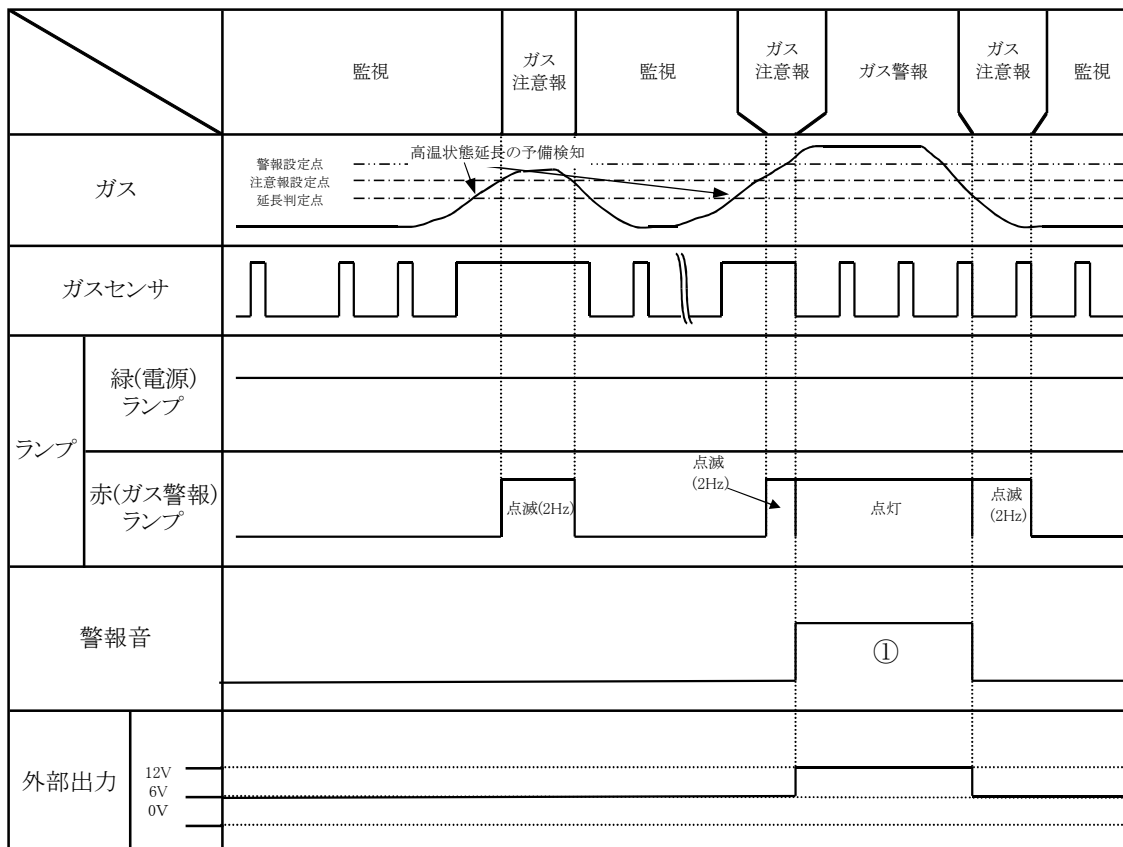 監視
ガス
注意報
監視
ガス
注意報
ガス警報
ガス
注意報
監視
ガス
高温状態延長の予備検知
警報設定点
注意報設定点
延長判定点
ガスセンサ
ランプ
緑(電源)
ランプ
赤(ガス警報)
ランプ
点滅(2Hz)
点滅
(2Hz)
点灯
点滅
(2Hz)
警報音
①
外部出力
12V
6V
0V